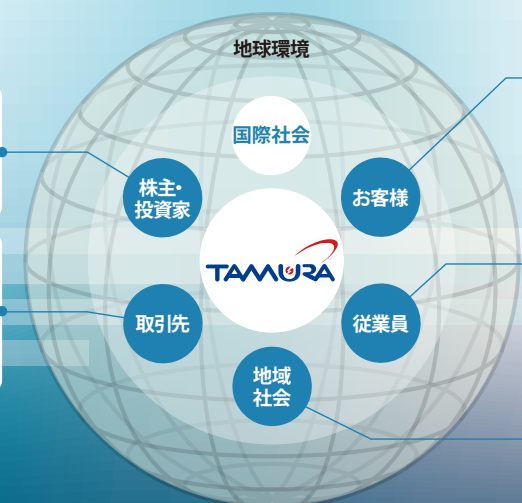 地球環境
国際社会
株主・
投資家
お客様
TAMURA
取引先
従業員
地域
社会